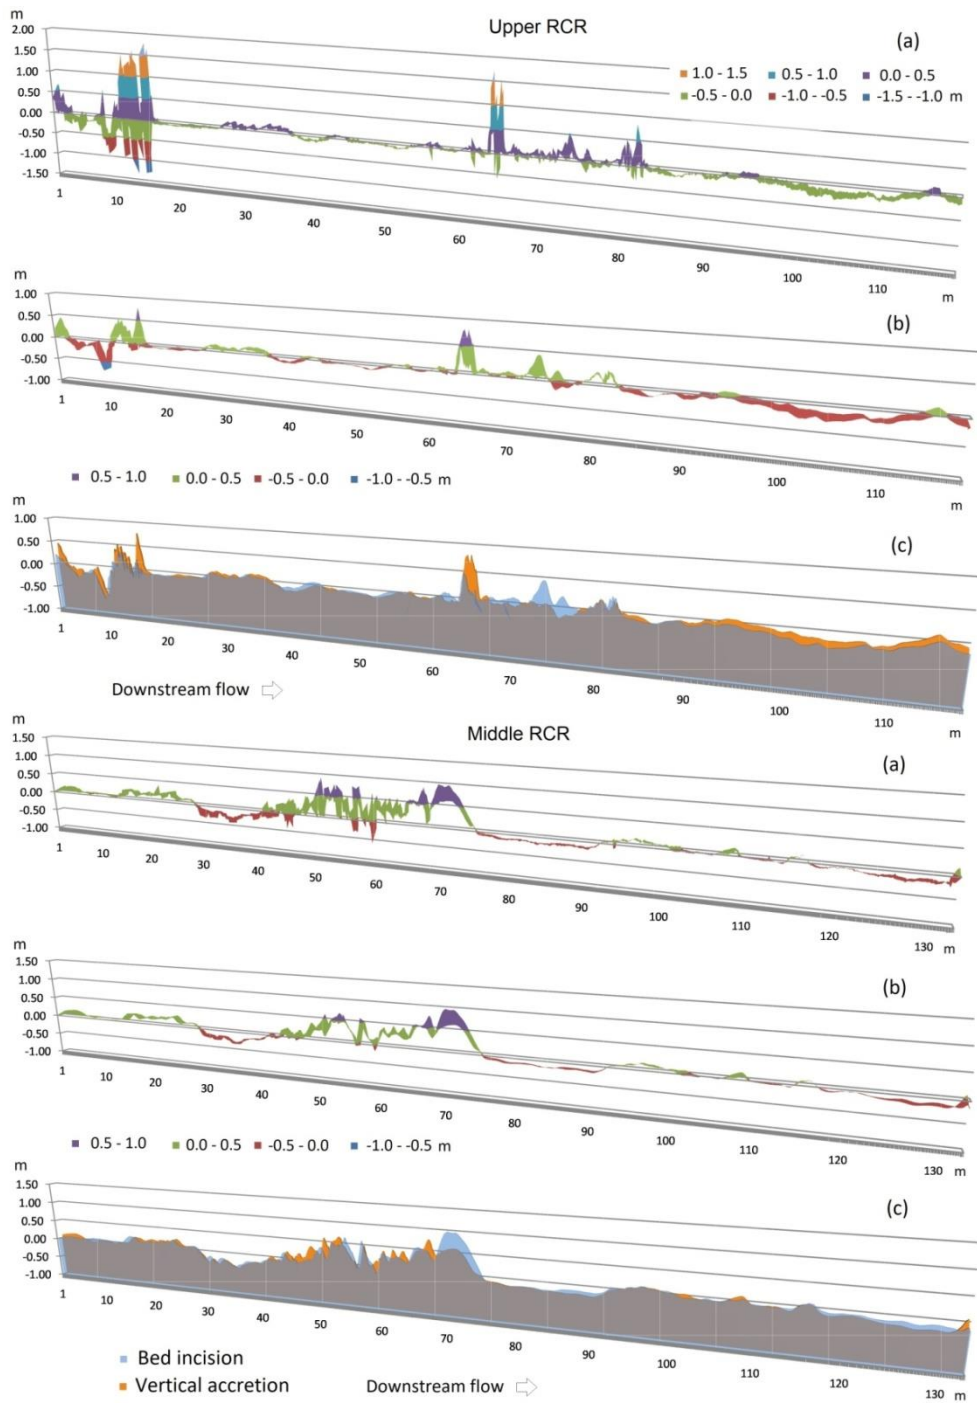 m
Upper RCR
(a)
2.00
1.50
1.00
0.50
0.00
-0.50
-1.00
-1.50
1.0 - 1.5 0.5 - 1.0 0.0 - 0.5
-0.5 - 0.0 -1.0 - -0.5 -1.5 - -1.0 m
1 10 20 30 40 50 60 70 80 90 100 110
m
m
(b)
1.00
0.50
0.00
-0.50
-1.00
1 10 20 30 40 50 60 70 80 90 100 110
m
0.5 - 1.0 0.0 - 0.5 -0.5 - 0.0 -1.0 - -0.5 m
m
(c)
1.00
0.50
0.00
-0.50
-1.00
1 10 20 30 40 50 60 70 80 90 100 110
m
Downstream flow
m
Middle RCR
(a)
1.50
1.00
0.50
0.00
-0.50
-1.00
1 10 20 30 40 50 60 70 80 90 100 110 120 130
m
m
(b)
1.50
1.00
0.50
0.00
-0.50
-1.00
1 10 20 30 40 50 60 70 80 90 100 110 120 130
m
0.5 - 1.0 0.0 - 0.5 -0.5 - 0.0 -1.0 - -0.5 m
m
(c)
1.50
1.00
0.50
0.00
-0.50
-1.00
1 10 20 30 40 50 60 70 80 90 100 110 120 130
m
Bed incision
Vertical accretion
Downstream flow